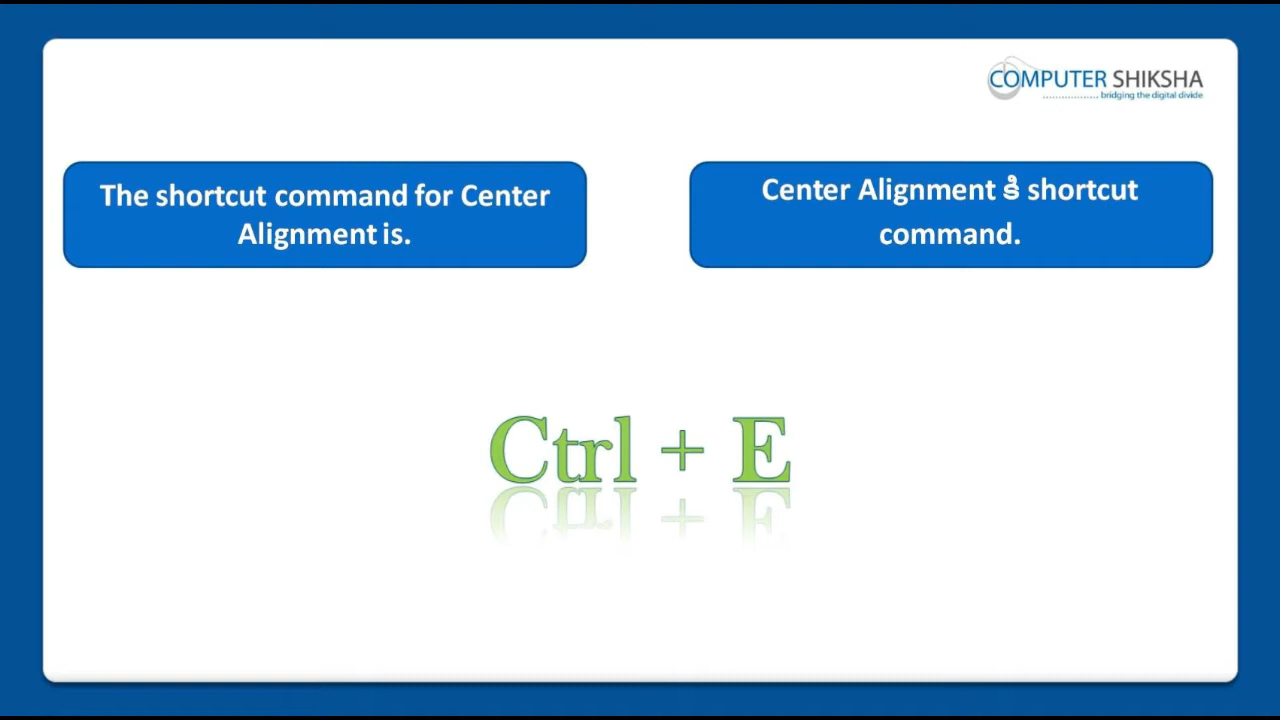 COMPUTER SHIKSHA
bridging the digital divide
The shortcut command for Center
Alignment is.
Center Alignment కి shortcut
command.
Ctrl + E